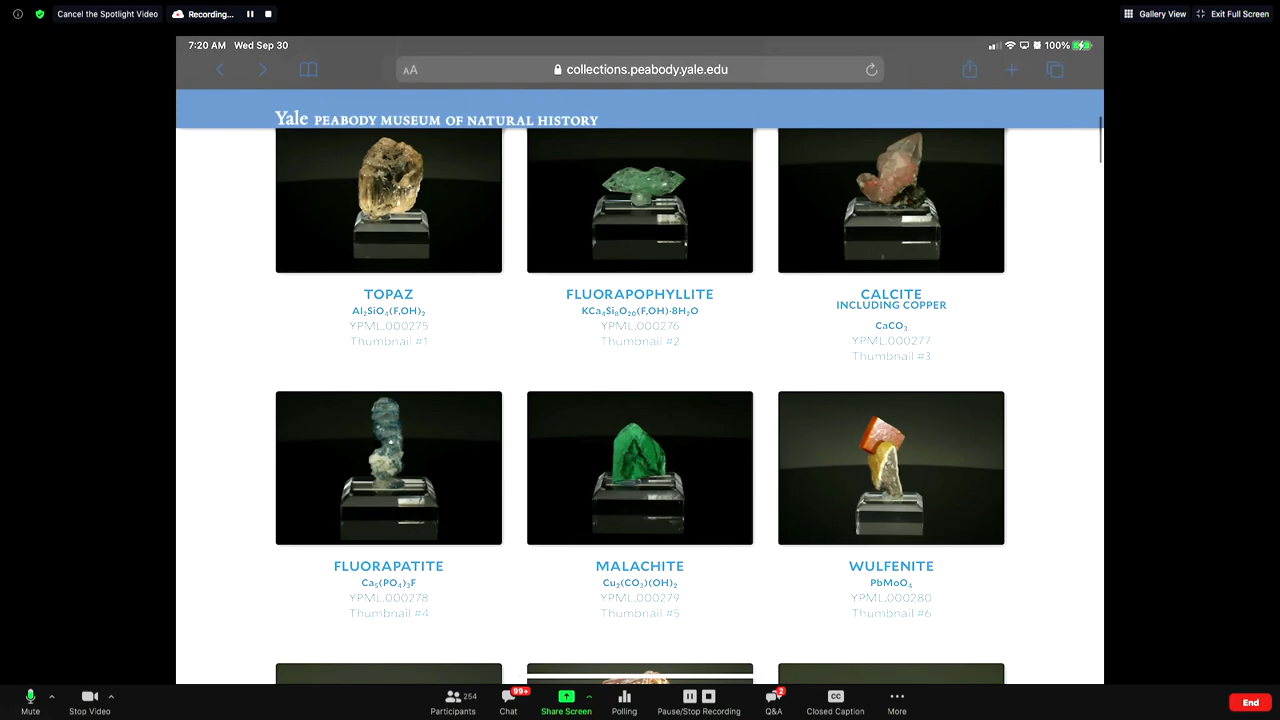 Cancel the Spotlight Video
Recording...
Gallery View
Exit Full Screen
7:20 AM Wed Sep 30
100%
AA
collections.peabody.yale.edu
Yale PEABODY MUSEUM OF NATURAL HISTORY
TOPAZ
Al₂SiO₄(F,OH)₂
YPML.000275
Thumbnail #1
FLUORAPOPHYLLITE
KCa₄Si₈O₂₀(F,OH)·8H₂O
YPML.000276
Thumbnail #2
CALCITE
INCLUDING COPPER
CaCO₃
YPML.000277
Thumbnail #3
FLUORAPATITE
Ca₅(PO₄)₃F
YPML.000278
Thumbnail #4
MALACHITE
Cu₂(CO₃)(OH)₂
YPML.000279
Thumbnail #5
WULFENITE
PbMoO₄
YPML.000280
Thumbnail #6
Mute
Stop Video
254
Participants
99+
Chat
Share Screen
Polling
Pause/Stop Recording
2
Q&A
CC
Closed Caption
More
End